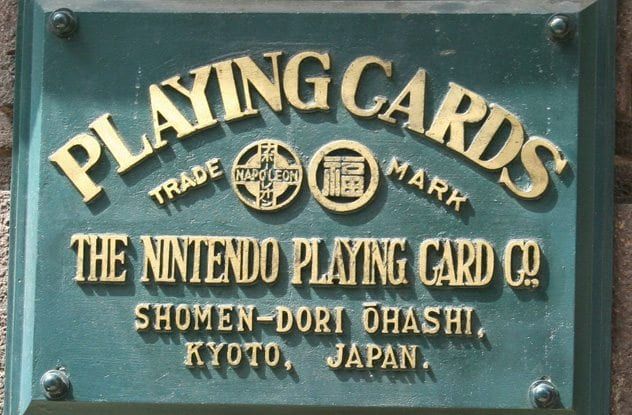 PLAYING CARDS
TRADE NAPOLEON 福 MARK
THE NINTENDO PLAYING CARD CO.,
SHOMEN-DORI ŌHASHI,
KYOTO, JAPAN.